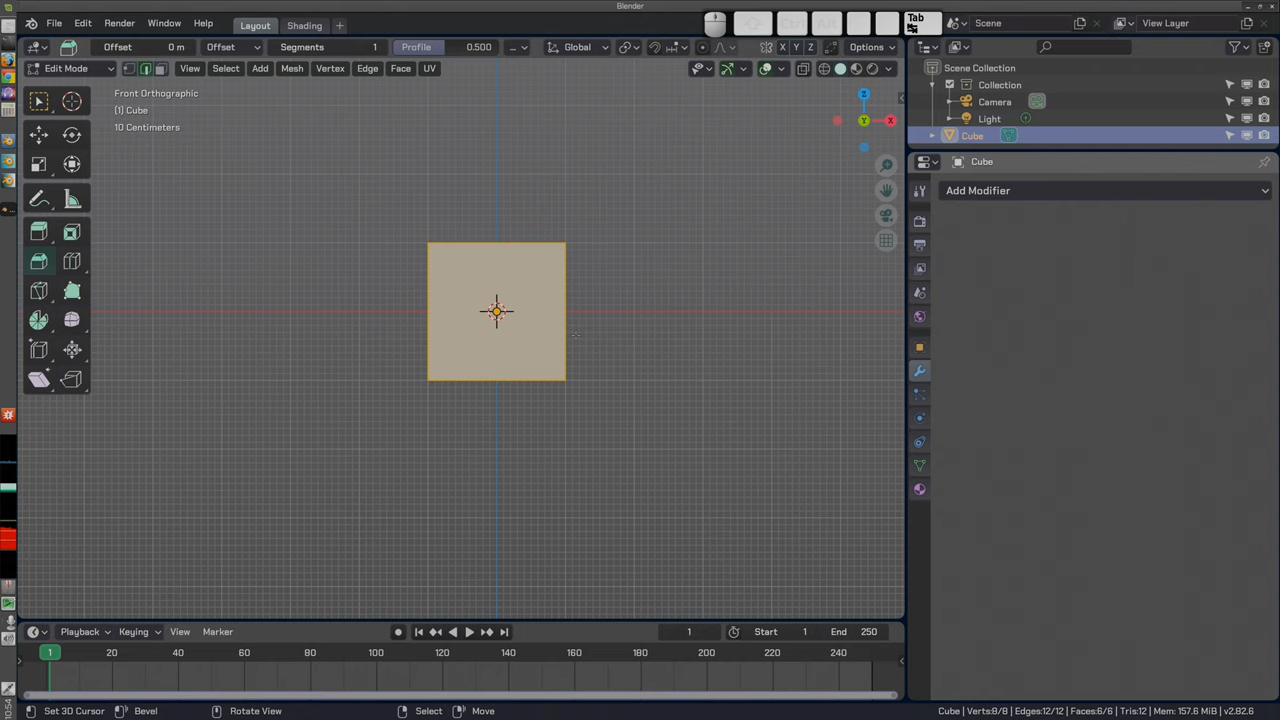 Blender
File Edit Render Window Help Layout Shading + Ctrl Alt Tab Scene View Layer
Offset 0 m Offset Segments 1 Profile 0.500 Global X Y Z Options
Edit Mode View Select Add Mesh Vertex Edge Face UV
Scene Collection
Collection
Camera
Light
Cube
Front Orthographic
(1) Cube
10 Centimeters
Z
Y
X
Cube
Add Modifier
Playback Keying View Marker 1 Start 1 End 250
1 20 40 60 80 100 120 140 160 180 200 220 240
10:54
Set 3D Cursor Bevel Rotate View Select Move Cube | Verts:8/8 | Edges:12/12 | Faces:6/6 | Tris:12 | Mem: 157.6 MiB | v2.82.6